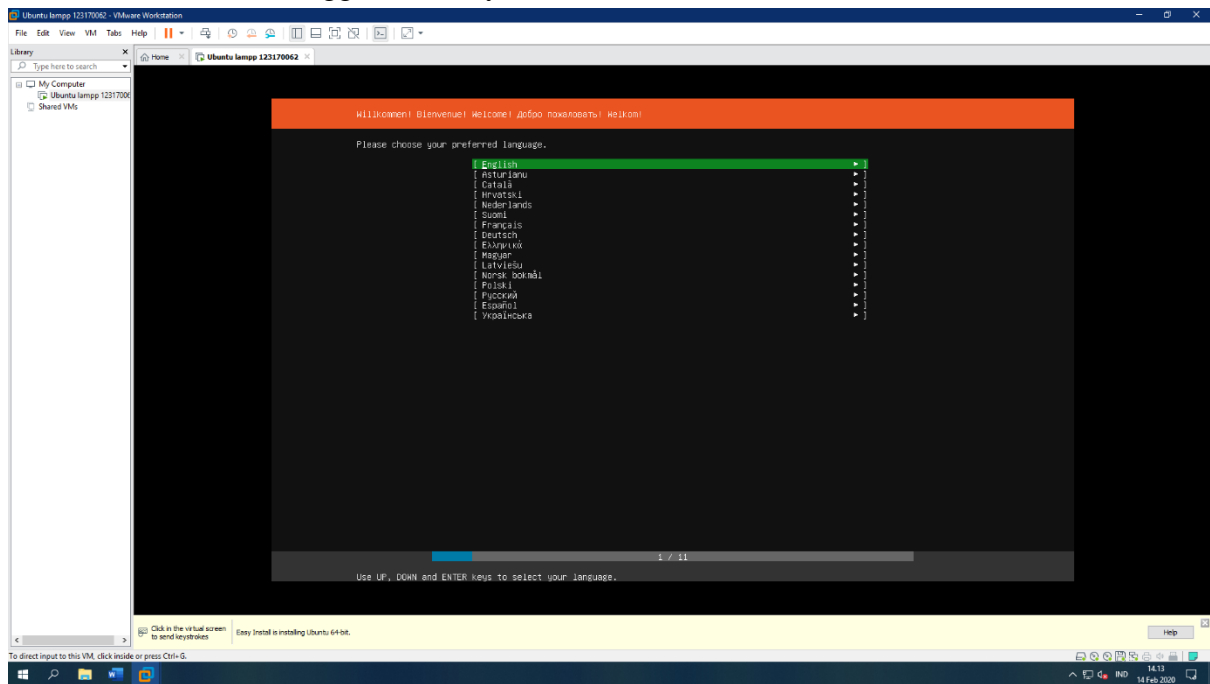 Ubuntu lampp 123170062 - VMware Workstation
File Edit View VM Tabs Help
Library
Type here to search
My Computer
Ubuntu lampp 1231700
Shared VMs
Home
Ubuntu lampp 123170062
Willkommen! Bienvenue! Welcome! Добро пожаловать! Welkom!
Please choose your preferred language.
[ English ► ]
[ Asturianu ► ]
[ Català ► ]
[ Hrvatski ► ]
[ Nederlands ► ]
[ Suomi ► ]
[ Français ► ]
[ Deutsch ► ]
[ Ελληνικά ► ]
[ Magyar ► ]
[ Latviešu ► ]
[ Norsk bokmål ► ]
[ Polski ► ]
[ Русский ► ]
[ Español ► ]
[ Українська ► ]
1 / 11
Use UP, DOWN and ENTER keys to select your language.
Click in the virtual screen
to send keystrokes
Easy Install is installing Ubuntu 64-bit.
Help
To direct input to this VM, click inside or press Ctrl+G.
IND
14.13
14 Feb 2020